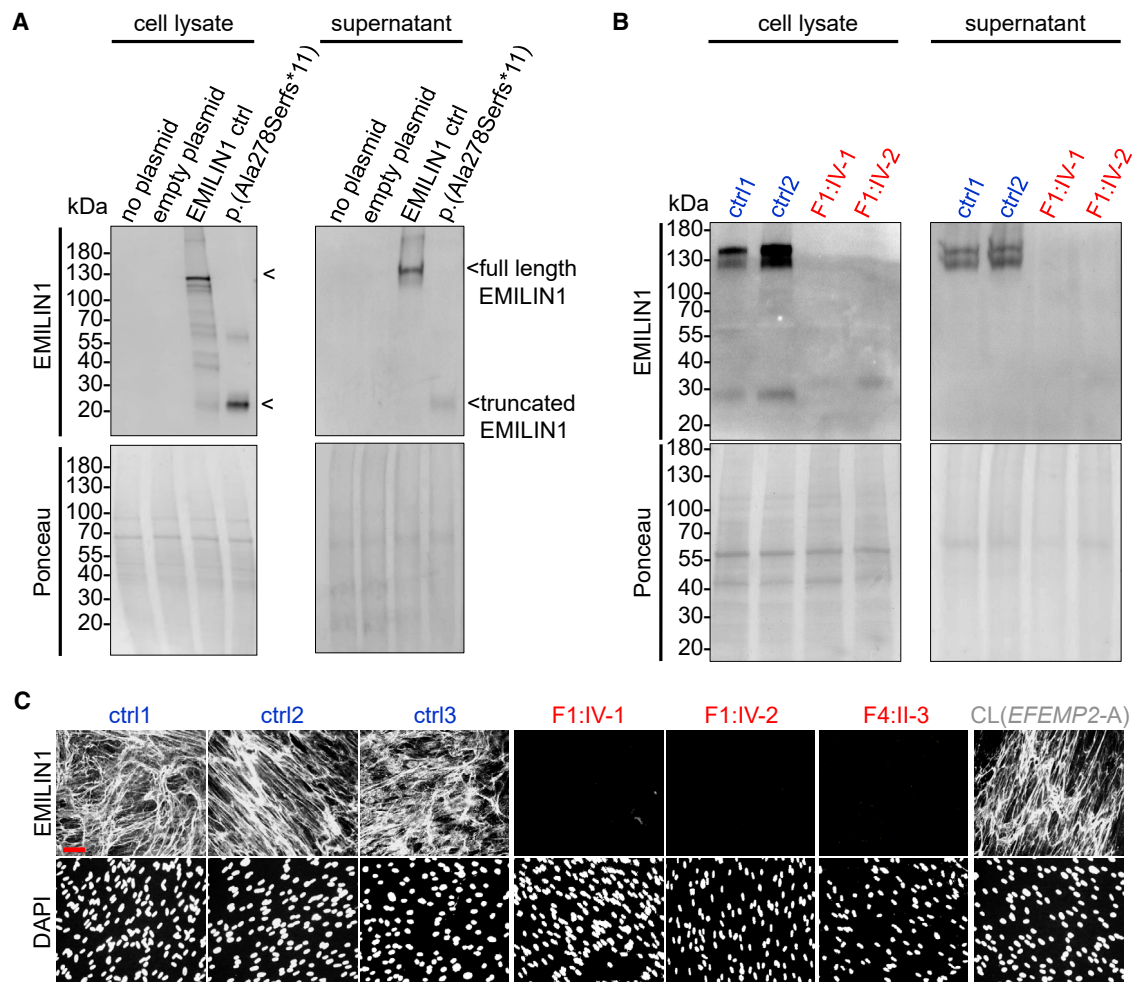 A
cell lysate
supernatant
no plasmid
empty plasmid
EMILIN1 ctrl
p.(Ala278Serfs*11)
no plasmid
empty plasmid
EMILIN1 ctrl
p.(Ala278Serfs*11)
kDa
EMILIN1
180
130
100
70
55
40
30
20
<
<
<full length
EMILIN1
<truncated
EMILIN1
Ponceau
180
130
100
70
55
40
30
20
B
cell lysate
supernatant
ctrl1
ctrl2
F1:IV-1
F1:IV-2
ctrl1
ctrl2
F1:IV-1
F1:IV-2
kDa
EMILIN1
180
130
100
70
55
40
30
20
Ponceau
180
130
100
70
55
40
30
20
C
ctrl1
ctrl2
ctrl3
F1:IV-1
F1:IV-2
F4:II-3
CL(EFEMP2-A)
EMILIN1
DAPI